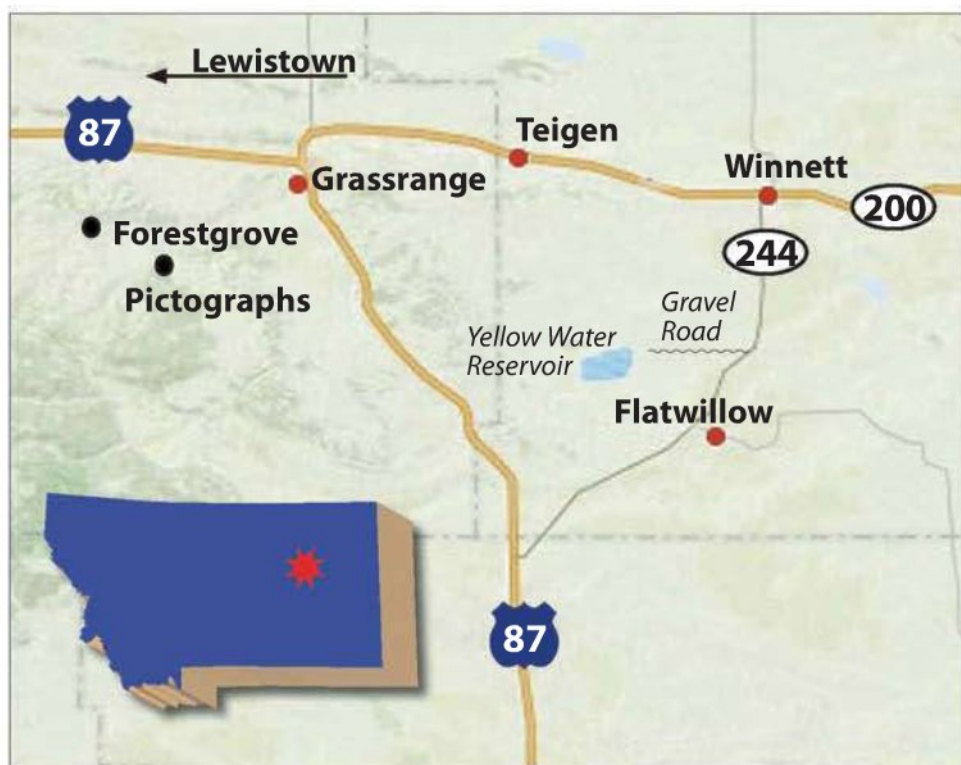 Lewistown
87
Teigen
Winnett
Grassrange
200
Forestgrove
244
Pictographs
Gravel
Road
Yellow Water
Reservoir
Flatwillow
87